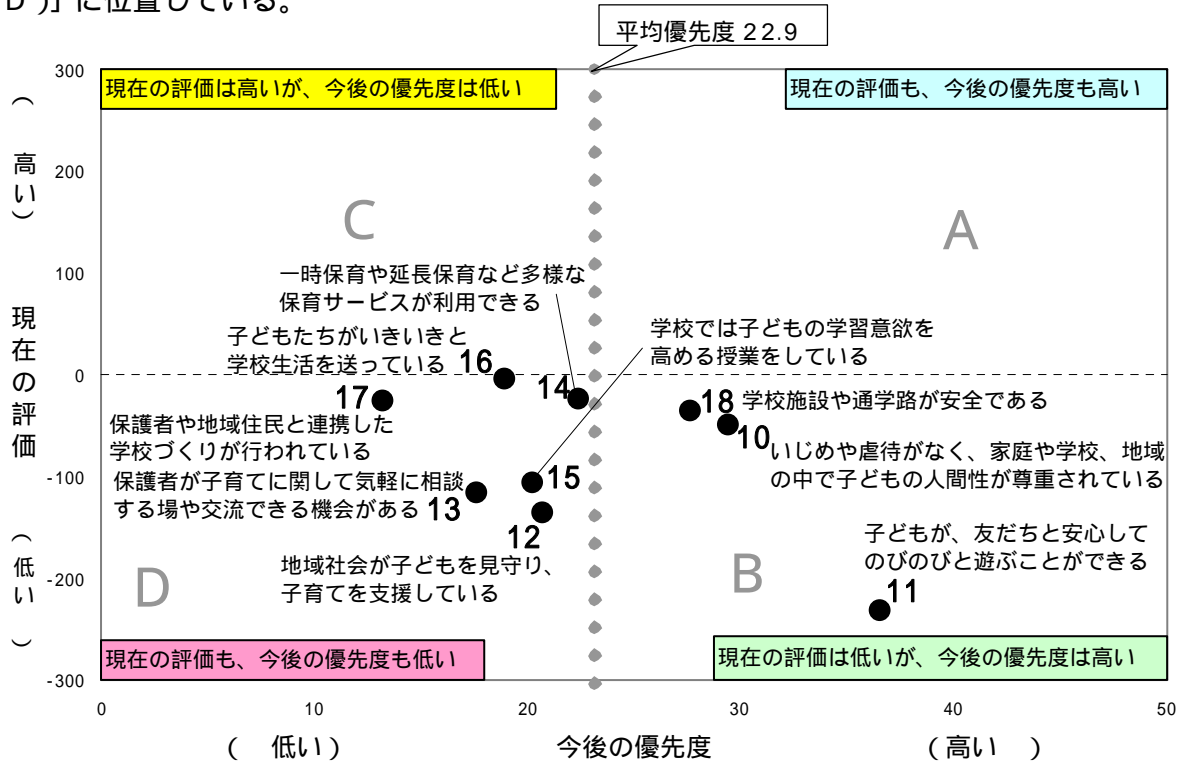 D )」に位置している。
平均優先度 22.9
現在の評価は高いが、今後の優先度は低い
現在の評価も、今後の優先度も高い
300
200
100
0
-100
-200
-300
(高い)
現在の評価
(低い)
C
A
一時保育や延長保育など多様な
保育サービスが利用できる
子どもたちがいきいきと
学校生活を送っている
16
14
学校では子どもの学習意欲を
高める授業をしている
17
保護者や地域住民と連携した
学校づくりが行われている
18
学校施設や通学路が安全である
10
いじめや虐待がなく、家庭や学校、地域
の中で子どもの人間性が尊重されている
保護者が子育てに関して気軽に相談
する場や交流できる機会がある
13
15
12
地域社会が子どもを見守り、
子育てを支援している
子どもが、友だちと安心して
のびのびと遊ぶことができる
11
D
B
現在の評価も、今後の優先度も低い
現在の評価は低いが、今後の優先度は高い
0
10
20
30
40
50
( 低い )
今後の優先度
( 高い )